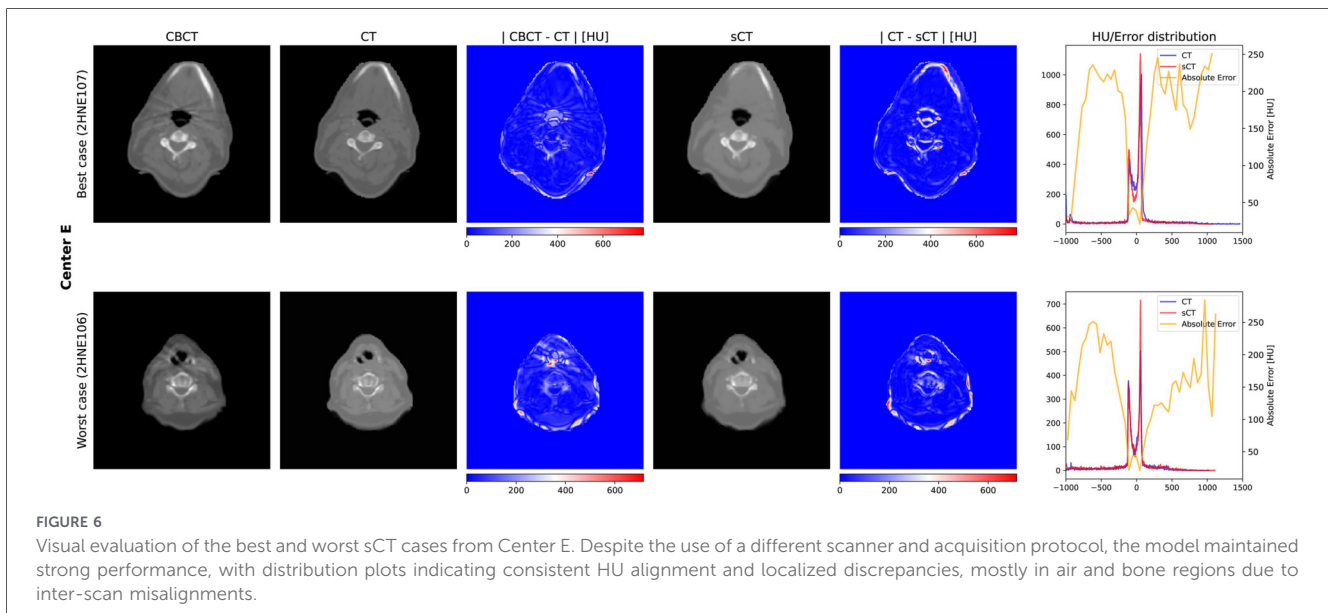 CBCT CT | CBCT - CT | [HU] sCT | CT - sCT | [HU] HU/Error distribution
Center E
Best case (2HNE107)
0 200 400 600
0 200 400 600
CT
sCT
Absolute Error
1000
800
600
400
200
0
-1000 -500 0 500 1000 1500
250
200
150
100
50
Absolute Error [HU]
Worst case (2HNE106)
0 200 400 600
0 200 400 600
CT
sCT
Absolute Error
700
600
500
400
300
200
100
0
-1000 -500 0 500 1000 1500
250
200
150
100
50
Absolute Error [HU]
FIGURE 6
Visual evaluation of the best and worst sCT cases from Center E. Despite the use of a different scanner and acquisition protocol, the model maintained
strong performance, with distribution plots indicating consistent HU alignment and localized discrepancies, mostly in air and bone regions due to
inter-scan misalignments.